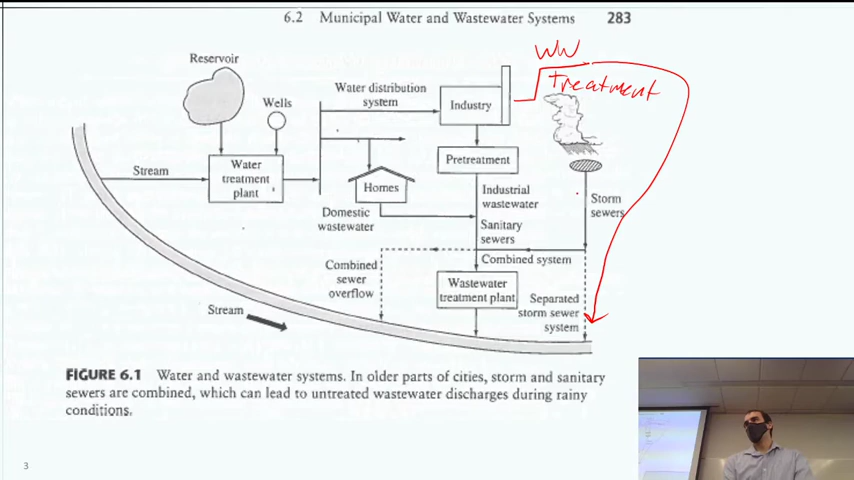 6.2 Municipal Water and Wastewater Systems 283
WW
Treatment
Reservoir
Wells
Water distribution
system
Industry
Stream
Water
treatment
plant
Homes
Pretreatment
Domestic
wastewater
Industrial
wastewater
Storm
sewers
Sanitary
sewers
Combined system
Combined
sewer
overflow
Wastewater
treatment plant
Separated
storm sewer
system
Stream
FIGURE 6.1 Water and wastewater systems. In older parts of cities, storm and sanitary
sewers are combined, which can lead to untreated wastewater discharges during rainy
conditions.
3